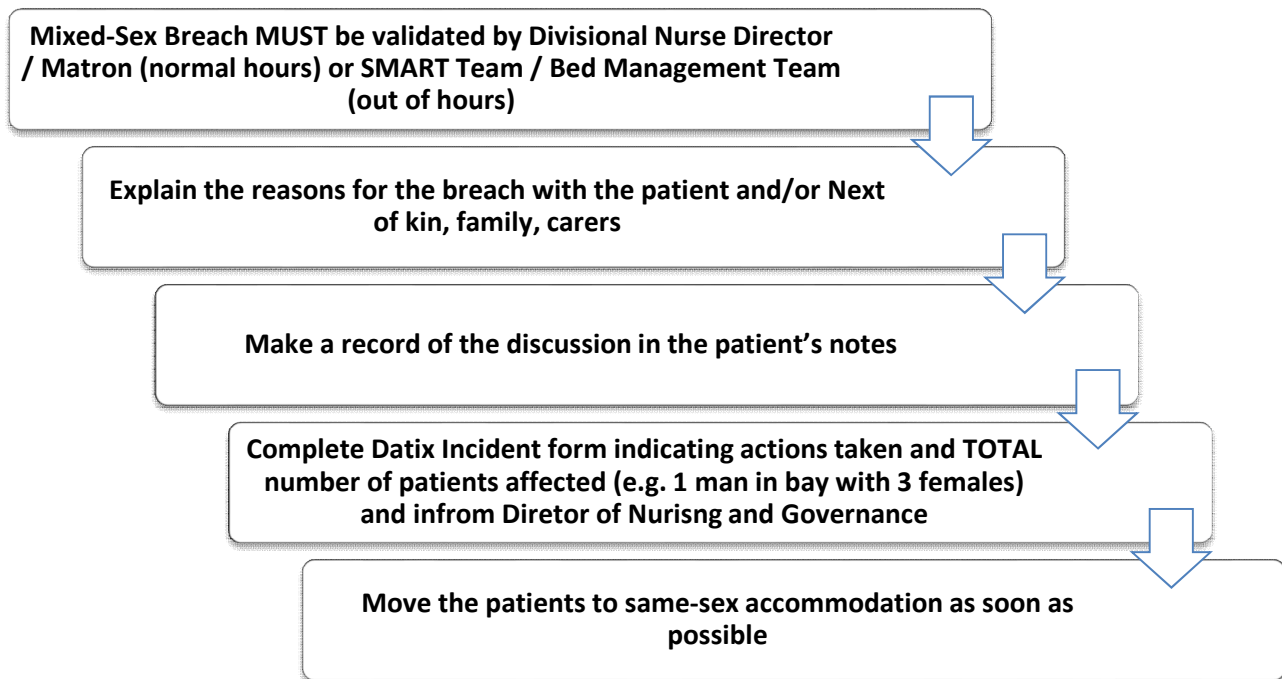 Mixed-Sex Breach MUST be validated by Divisional Nurse Director
/ Matron (normal hours) or SMART Team / Bed Management Team
(out of hours)
Explain the reasons for the breach with the patient and/or Next
of kin, family, carers
Make a record of the discussion in the patient’s notes
Complete Datix Incident form indicating actions taken and TOTAL
number of patients affected (e.g. 1 man in bay with 3 females)
and infrom Diretor of Nurisng and Governance
Move the patients to same-sex accommodation as soon as
possible